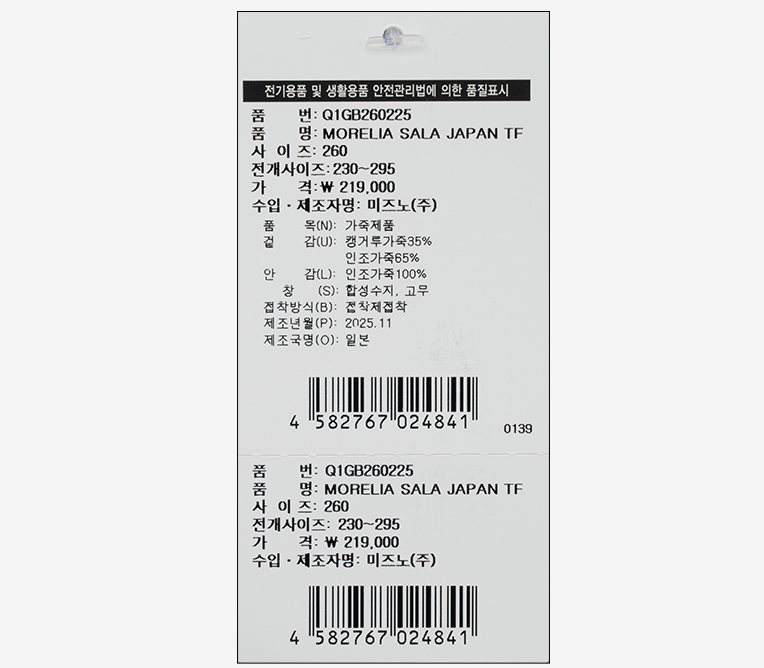 전기용품 및 생활용품 안전관리법에 의한 품질표시
품 번: Q1GB260225
품 명: MORELIA SALA JAPAN TF
사 이 즈: 260
전개사이즈: 230~295
가 격: ₩ 219,000
수입 · 제조자명: 미즈노(주)
품 목(N): 가죽제품
겉 감(U): 캥거루가죽35%
인조가죽65%
안 감(L): 인조가죽100%
창 (S): 합성수지, 고무
접착방식(B): 접착제접착
제조년월(P): 2025.11
제조국명(O): 일본
4 582767 024841
0139
품 번: Q1GB260225
품 명: MORELIA SALA JAPAN TF
사 이 즈: 260
전개사이즈: 230~295
가 격: ₩ 219,000
수입 · 제조자명: 미즈노(주)
4 582767 024841